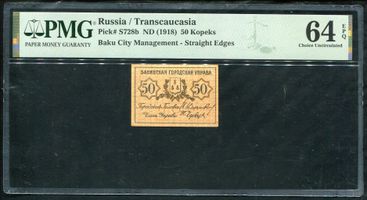 PMG
PAPER MONEY GUARANTY
Russia / Transcaucasia
Pick# S728b ND (1918) 50 Kopeks
Baku City Management - Straight Edges
64 EPQ
Choice Uncirculated
БАКИНСКАЯ ГОРОДСКАЯ УПРАВА.
50 50